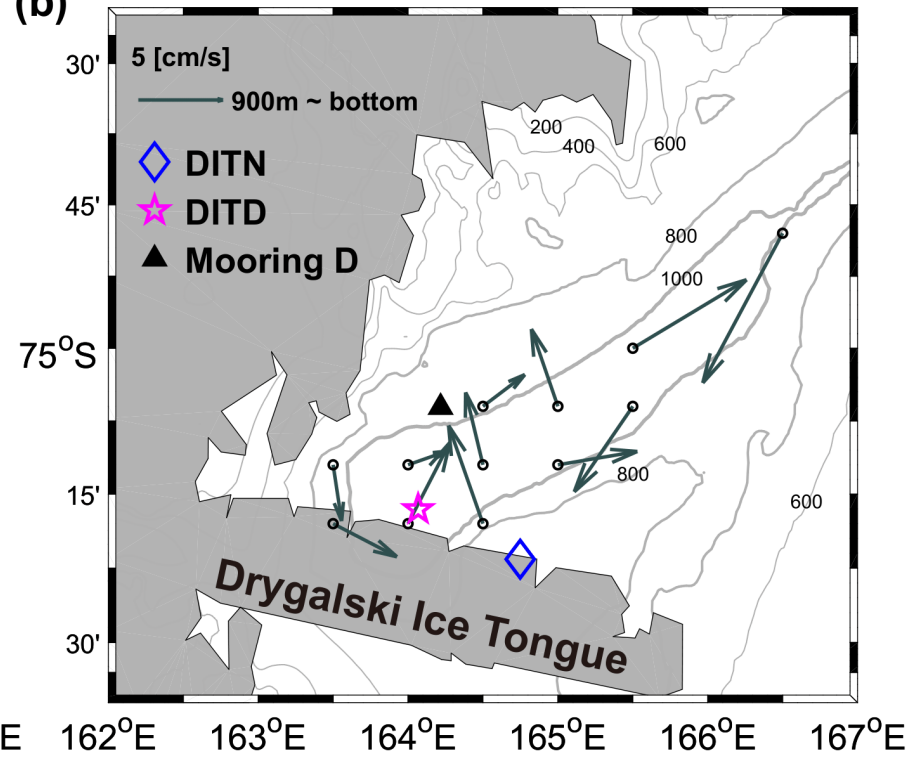 (b)
30'
5 [cm/s]
900m ~ bottom
200
400
600
DITN
45'
DITD
800
Mooring D
1000
75°S
800
15'
600
Drygalski Ice Tongue
30'
E 162°E 163°E 164°E 165°E 166°E 167°E